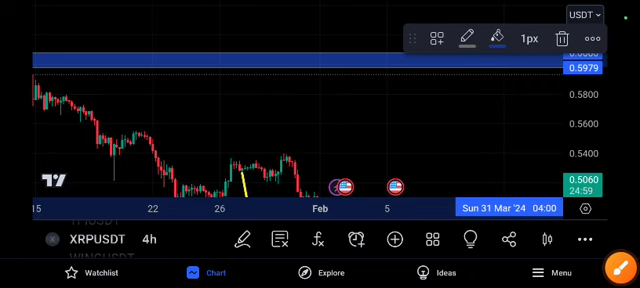 USDT
1px
0.5979
0.5800
0.5600
0.5400
0.5060
24:59
15
22
26
Feb
5
Sun 31 Mar '24 04:00
X
XRPUSDT
4h
Watchlist
Chart
Explore
Ideas
Menu